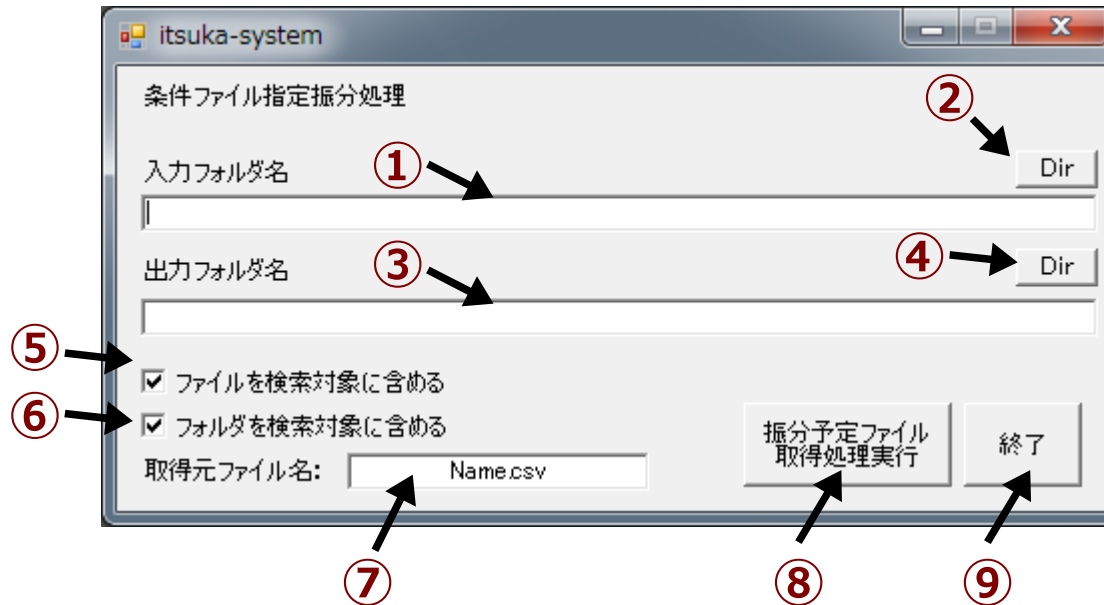 itsuka-system
条件ファイル指定振分処理
②
入力フォルダ名
①
Dir
出力フォルダ名
③
④
Dir
⑤
ファイルを検索対象に含める
⑥
フォルダを検索対象に含める
振分予定ファイル
取得処理実行
終了
取得元ファイル名:
Name.csv
⑦
⑧
⑨